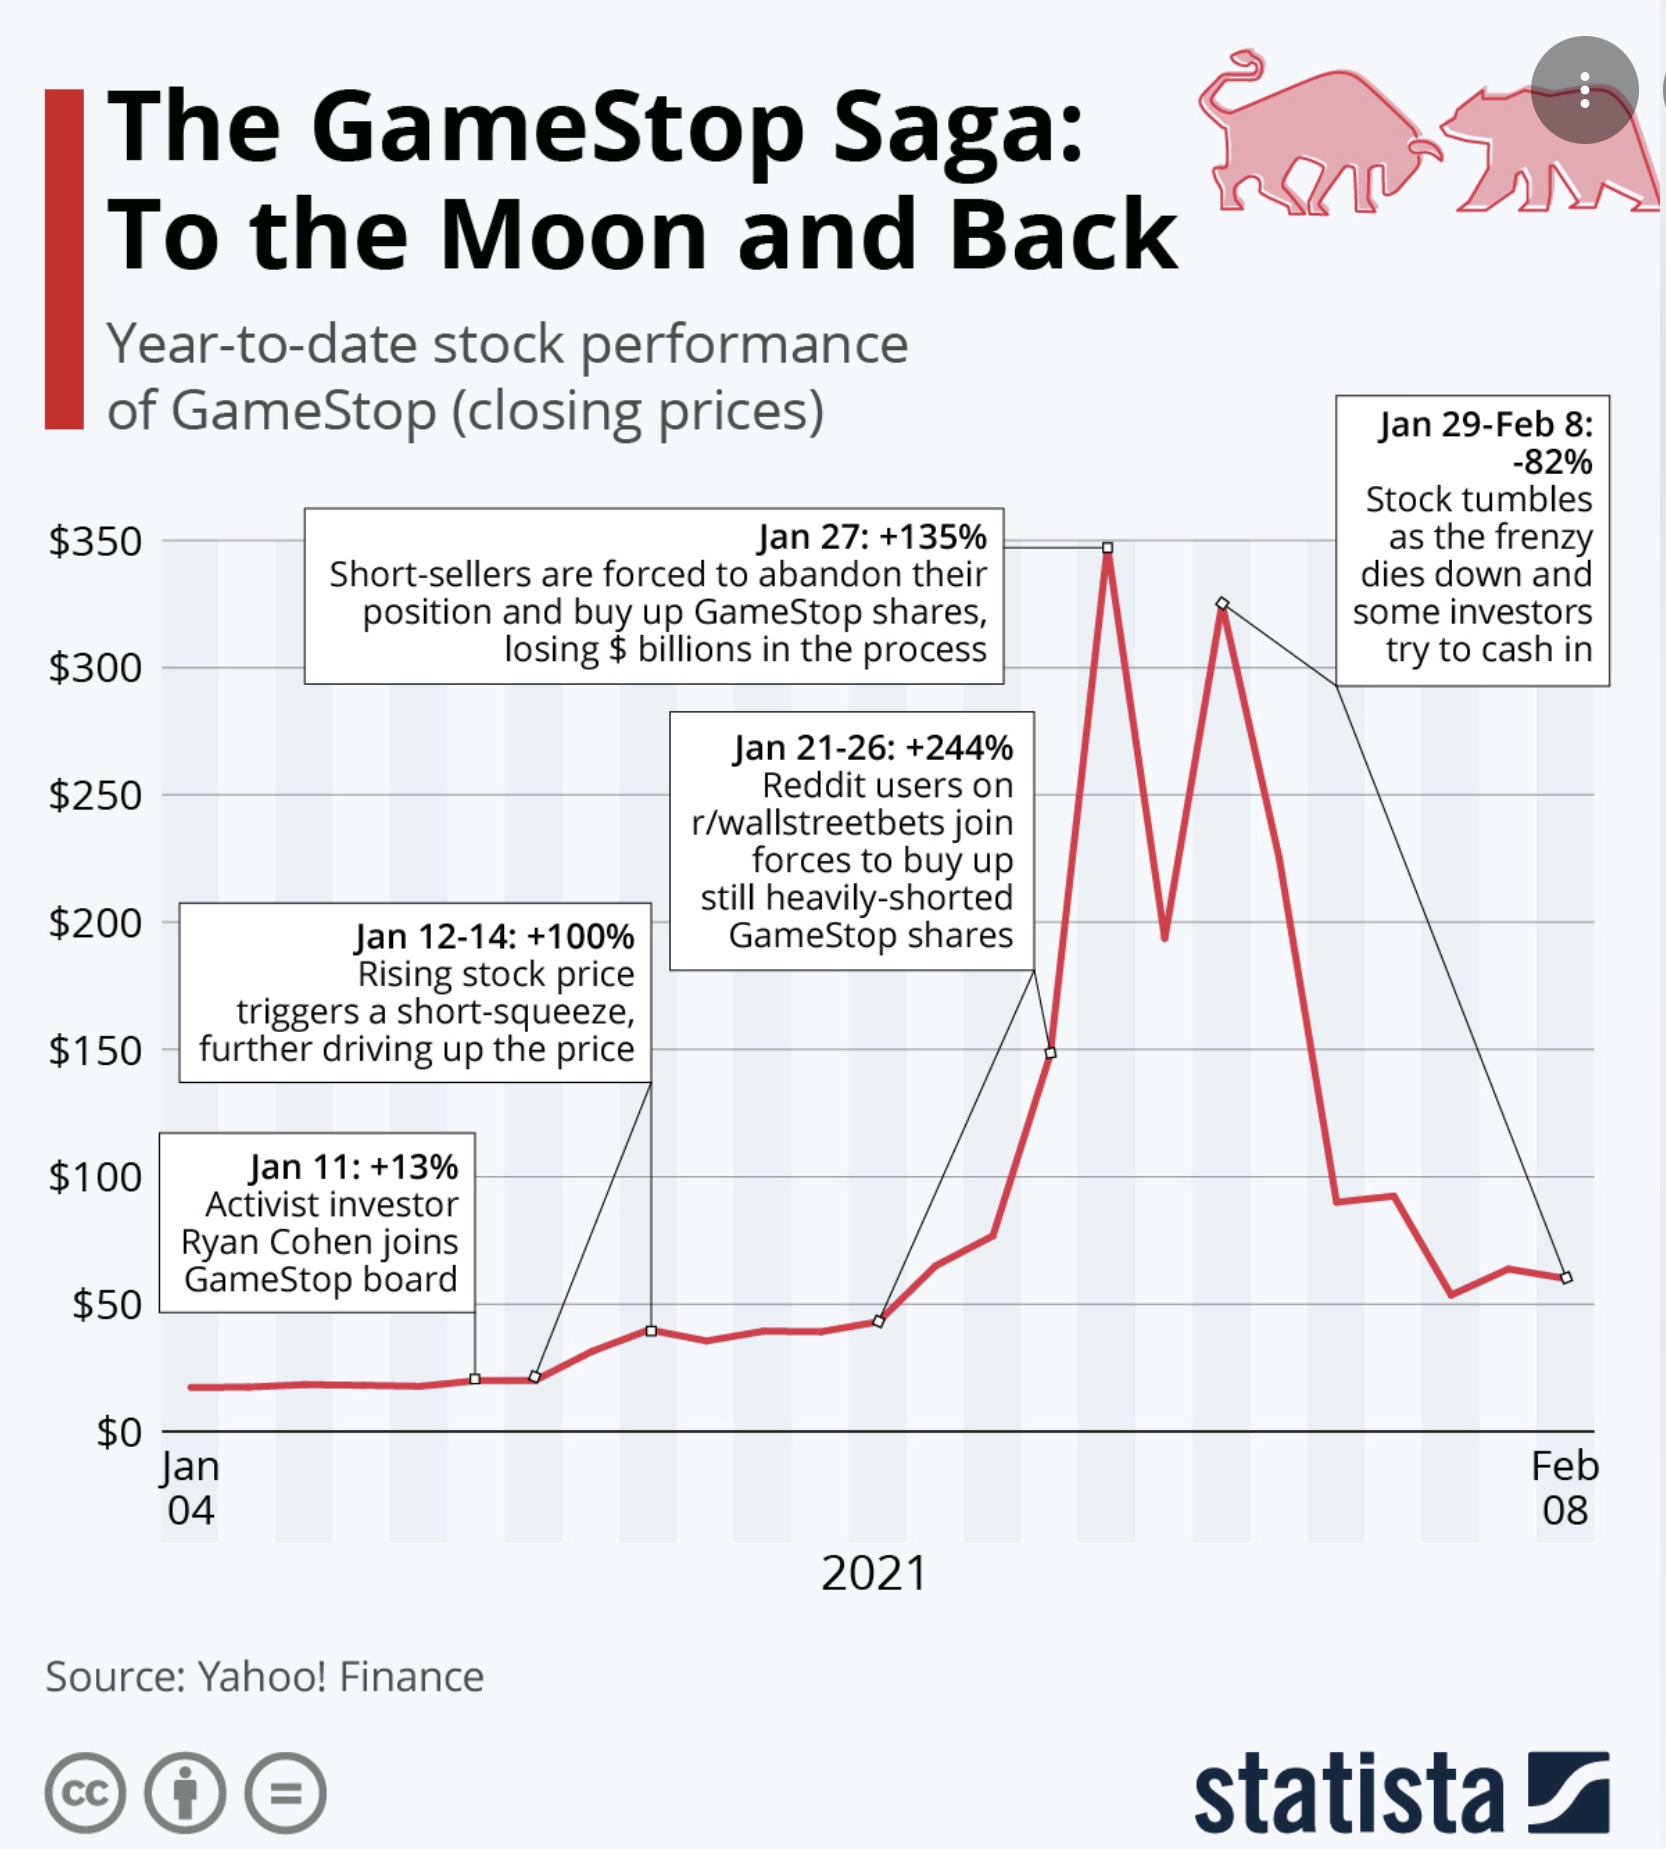 The GameStop Saga:
To the Moon and Back
Year-to-date stock performance
of GameStop (closing prices)
Jan 29-Feb 8:
-82%
Stock tumbles
as the frenzy
dies down and
some investors
try to cash in
Jan 27: +135%
Short-sellers are forced to abandon their
position and buy up GameStop shares,
losing $ billions in the process
Jan 21-26: +244%
Reddit users on
r/wallstreetbets join
forces to buy up
still heavily-shorted
GameStop shares
Jan 12-14: +100%
Rising stock price
triggers a short-squeeze,
further driving up the price
Jan 11: +13%
Activist investor
Ryan Cohen joins
GameStop board
$350
$300
$250
$200
$150
$100
$50
$0
Jan
04
Feb
08
2021
Source: Yahoo! Finance
cc
statista